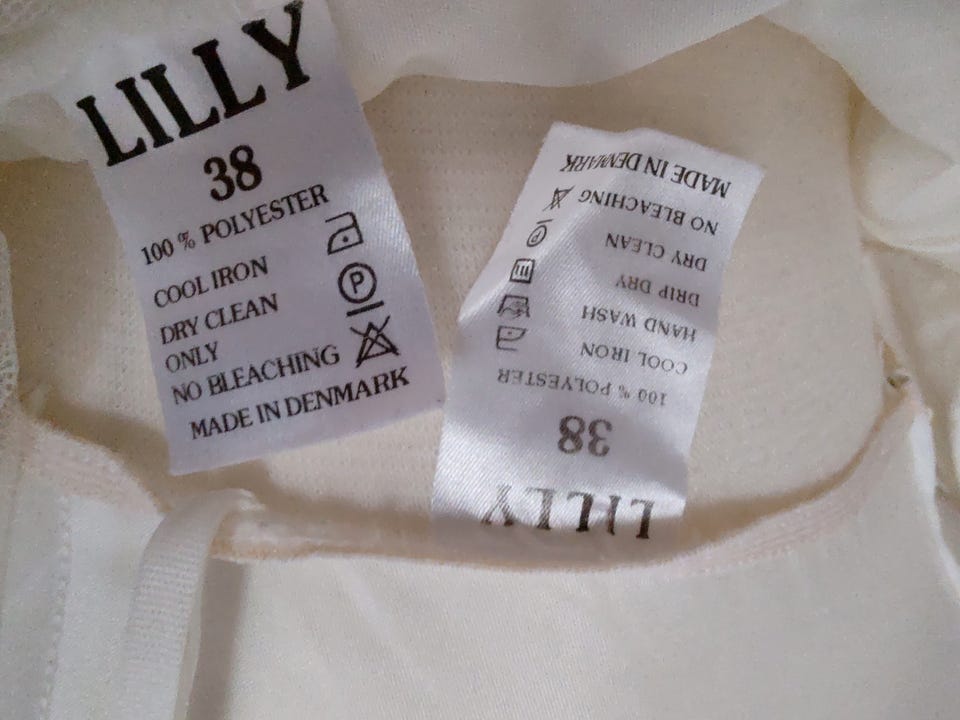 LILLY
38
100 % POLYESTER
COOL IRON
DRY CLEAN
ONLY
NO BLEACHING
MADE IN DENMARK
P
LILLY
38
100 % POLYESTER
COOL IRON
HAND WASH
DRIP DRY
DRY CLEAN
NO BLEACHING
MADE IN DENMARK
P